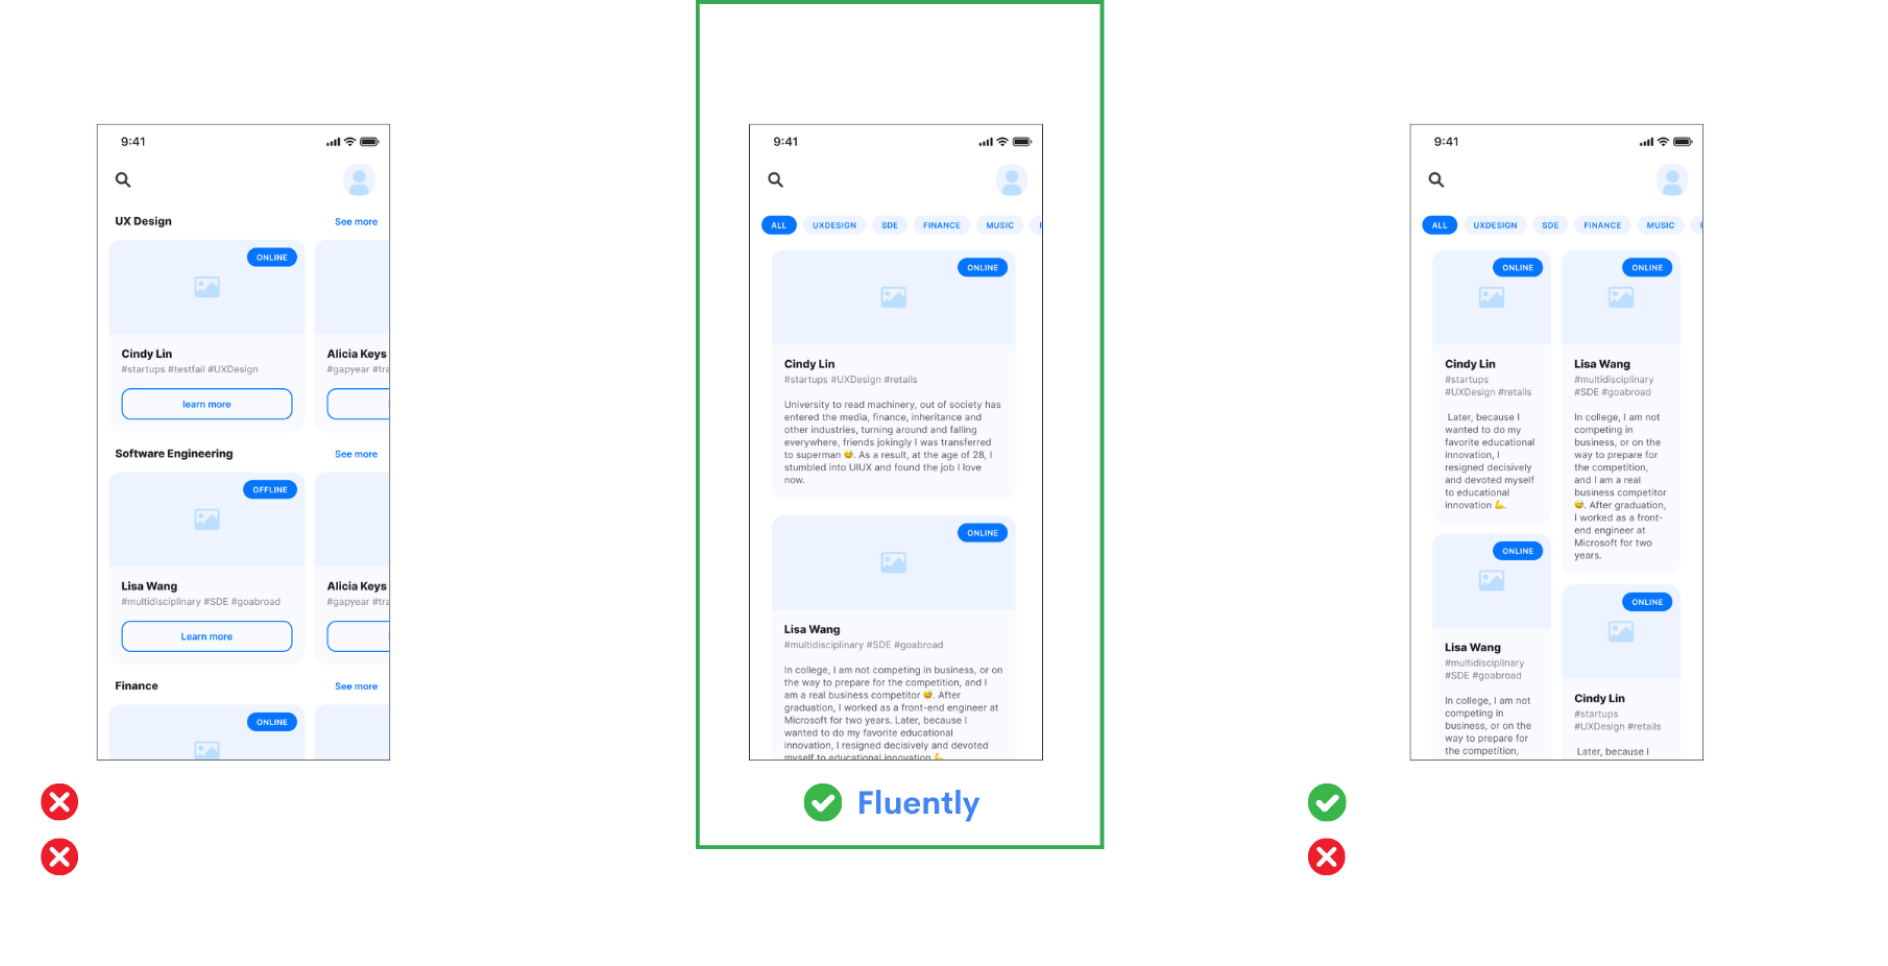 9:41
UX Design
See more
ONLINE
Cindy Lin
#startups #testfail #UXDesign
learn more
Alicia Keys
#gapyear #tra
Software Engineering
See more
OFFLINE
Lisa Wang
#multidisciplinary #SDE #goabroad
Learn more
Alicia Keys
#gapyear #tra
Finance
See more
ONLINE
9:41
ALL UXDESIGN SDE FINANCE MUSIC
ONLINE
Cindy Lin
#startups #UXDesign #retails
University to read machinery, out of society has
entered the media, finance, inheritance and
other industries, turning around and falling
everywhere, friends jokingly I was transferred
to superman 😅. As a result, at the age of 28, I
stumbled into UIUX and found the job I love
now.
ONLINE
Lisa Wang
#multidisciplinary #SDE #goabroad
In college, I am not competing in business, or on
the way to prepare for the competition, and I
am a real business competitor 😅. After
graduation, I worked as a front-end engineer at
Microsoft for two years. Later, because I
wanted to do my favorite educational
innovation, I resigned decisively and devoted
myself to educational innovation 💪.
Fluently
9:41
ALL UXDESIGN SDE FINANCE MUSIC
ONLINE
Cindy Lin
#startups
#UXDesign #retails
Later, because I
wanted to do my
favorite educational
innovation, I
resigned decisively
and devoted myself
to educational
innovation 💪.
ONLINE
Lisa Wang
#multidisciplinary
#SDE #goabroad
In college, I am not
competing in
business, or on the
way to prepare for
the competition,
ONLINE
Lisa Wang
#multidisciplinary
#SDE #goabroad
In college, I am not
competing in
business, or on the
way to prepare for
the competition,
and I am a real
business competitor
😅. After graduation,
I worked as a front-
end engineer at
Microsoft for two
years.
ONLINE
Cindy Lin
#startups
#UXDesign #retails
Later, because I